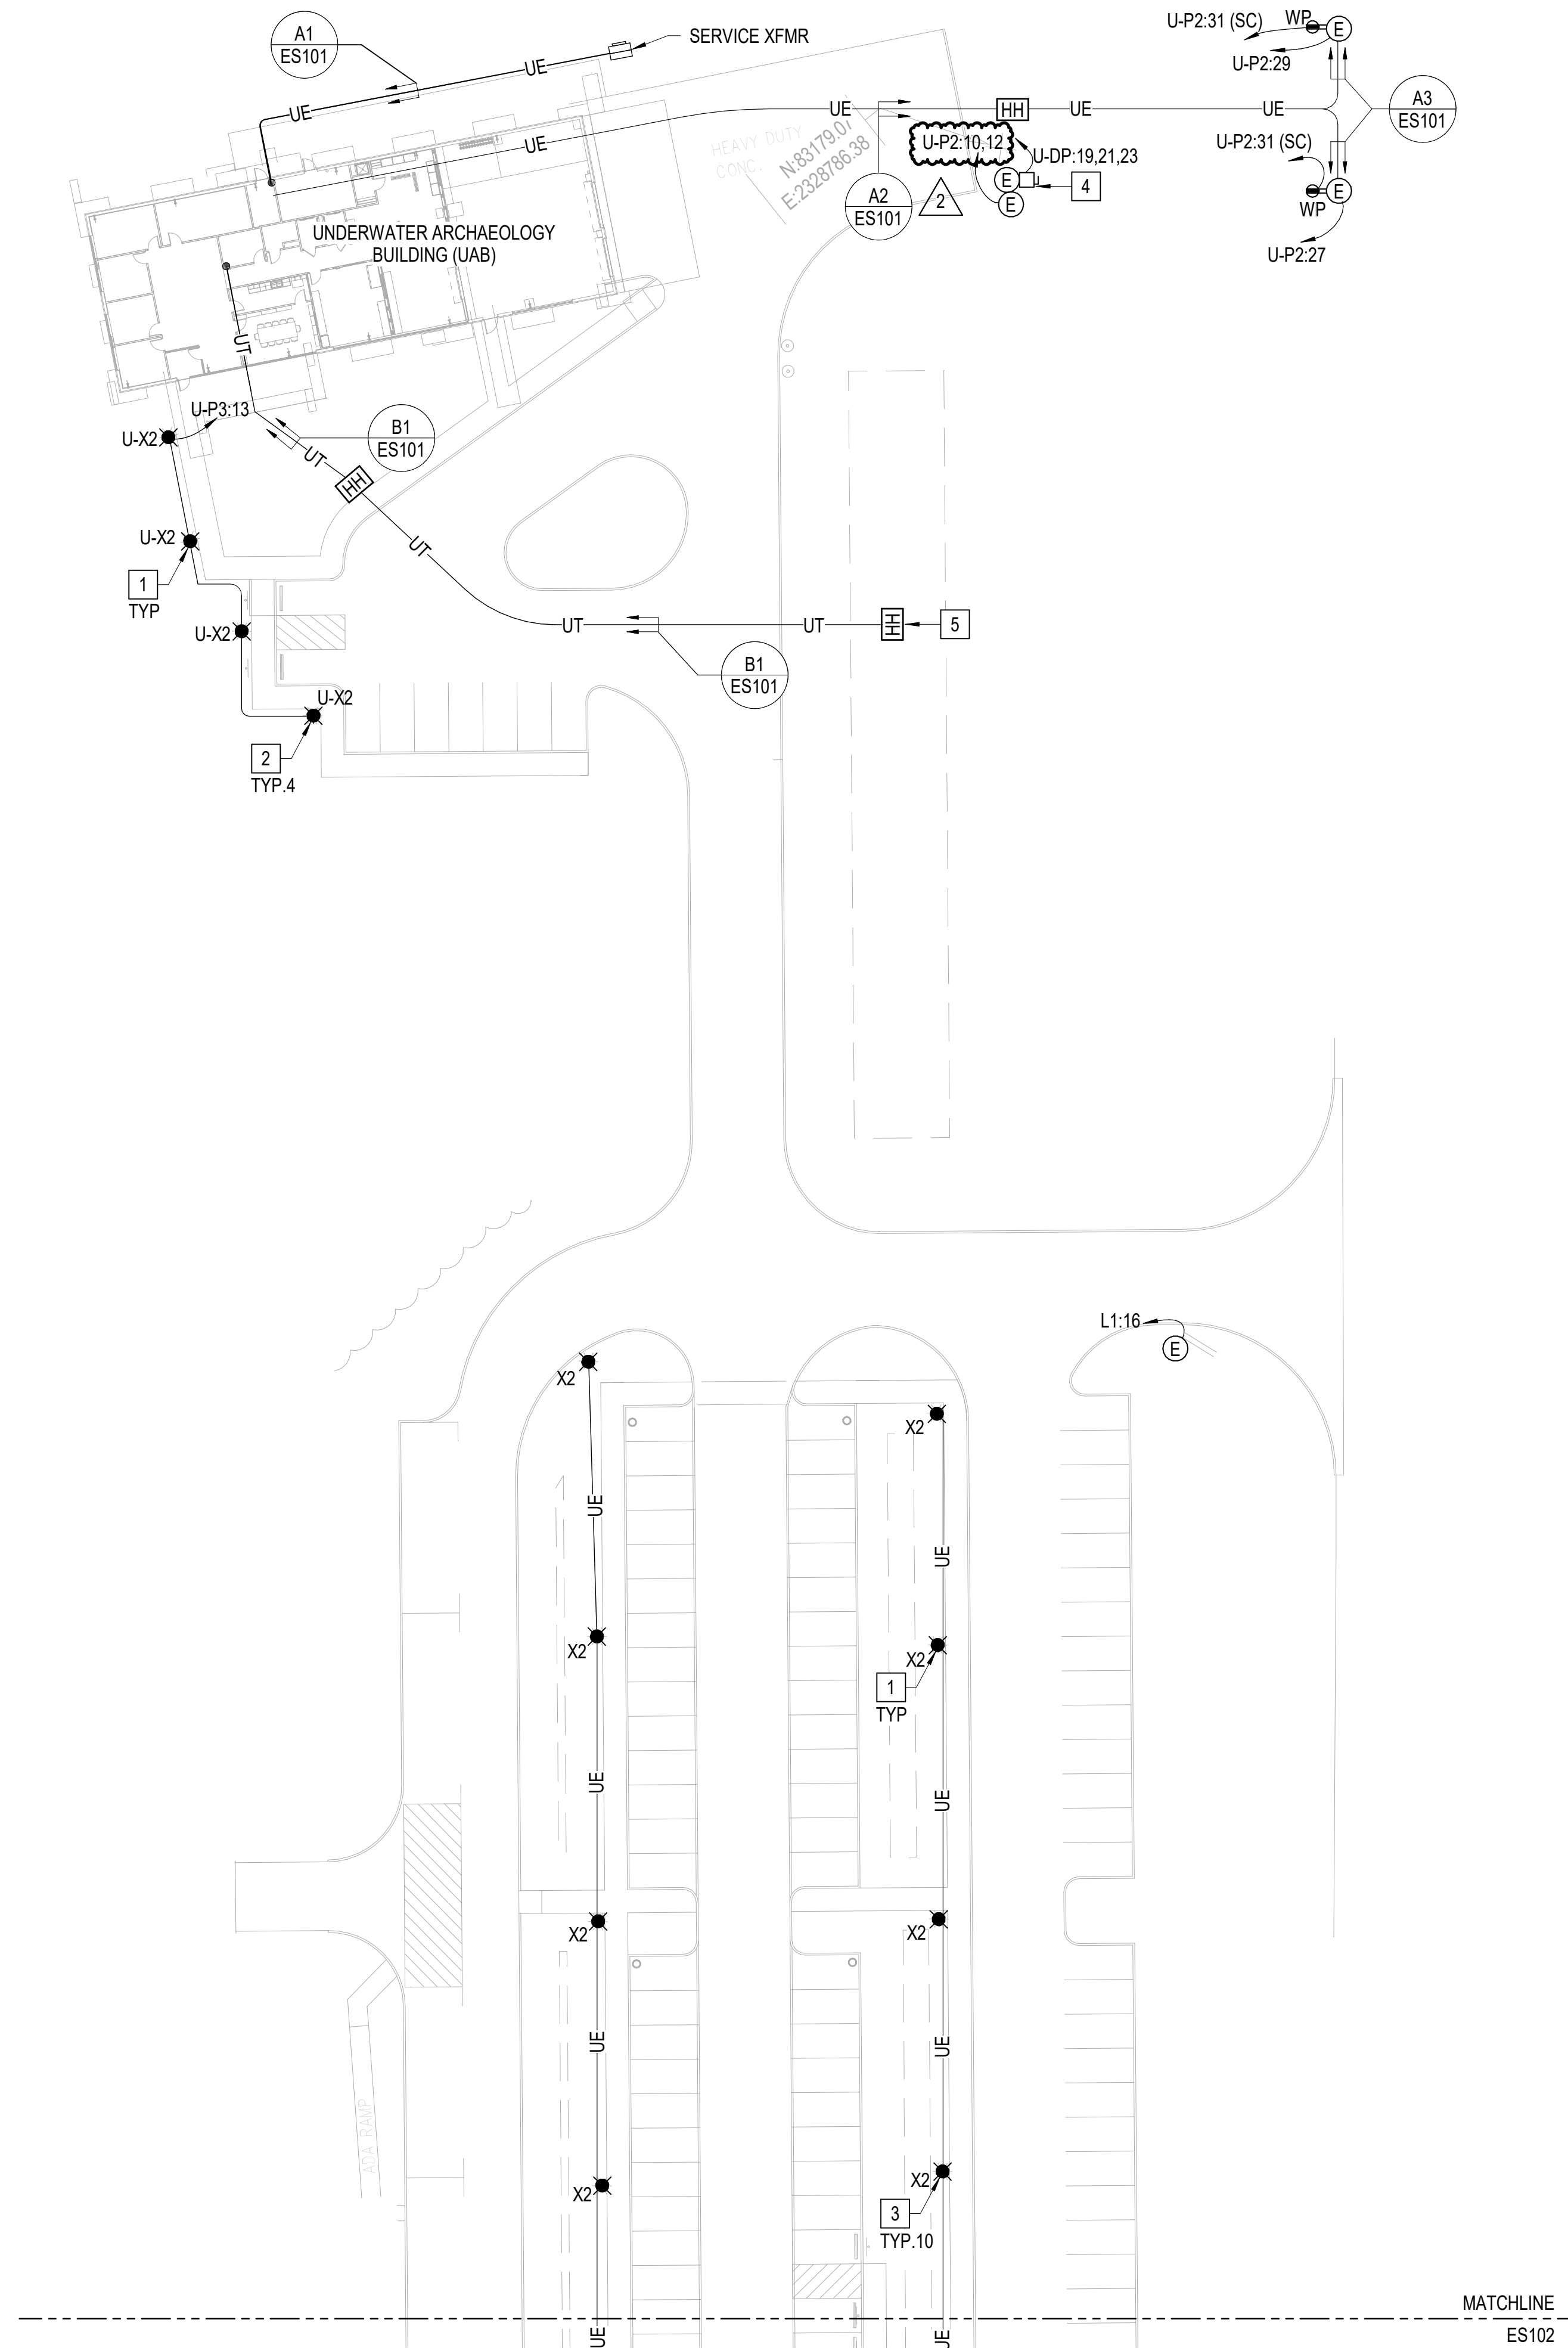 U-P2:31 (SC)
WP
E
A1
ES101
SERVICE XFMR
U-P2:29
UE
UE
UE
HH
UE
UE
A3
ES101
UE
HEAVY DUTY
CONC.
N:83179.07
E:2328786.38
U-P2:10,12
U-P2:31 (SC)
U-DP:19,21,23
E
4
E
WP
E
A2
ES101
2
UNDERWATER ARCHAEOLOGY
BUILDING (UAB)
U-P2:27
UT
U-P3:13
U-X2
B1
ES101
UT
HH
U-X2
UT
1
TYP
U-X2
UT
UT
HH
5
B1
ES101
U-X2
2
TYP.4
L1:16
E
X2
X2
UE
UE
X2
X2
1
TYP
UE
UE
X2
X2
UE
UE
ADA RAMP
X2
X2
3
TYP.10
MATCHLINE
UE
UE
ES102